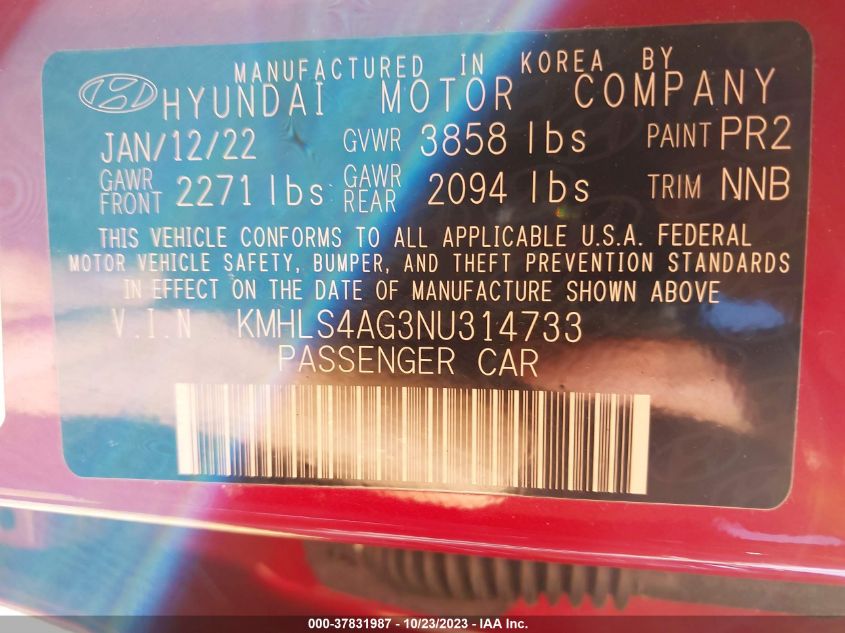 MANUFACTURED IN KOREA BY
HYUNDAI MOTOR COMPANY
JAN/12/22 GVWR 3858 lbs PAINT PR2
GAWR FRONT 2271 lbs GAWR REAR 2094 lbs TRIM NNB
THIS VEHICLE CONFORMS TO ALL APPLICABLE U.S.A. FEDERAL
MOTOR VEHICLE SAFETY, BUMPER, AND THEFT PREVENTION STANDARDS
IN EFFECT ON THE DATE OF MANUFACTURE SHOWN ABOVE
V.I.N KMHLS4AG3NU314733
PASSENGER CAR
000-37831987 - 10/23/2023 - IAA Inc.